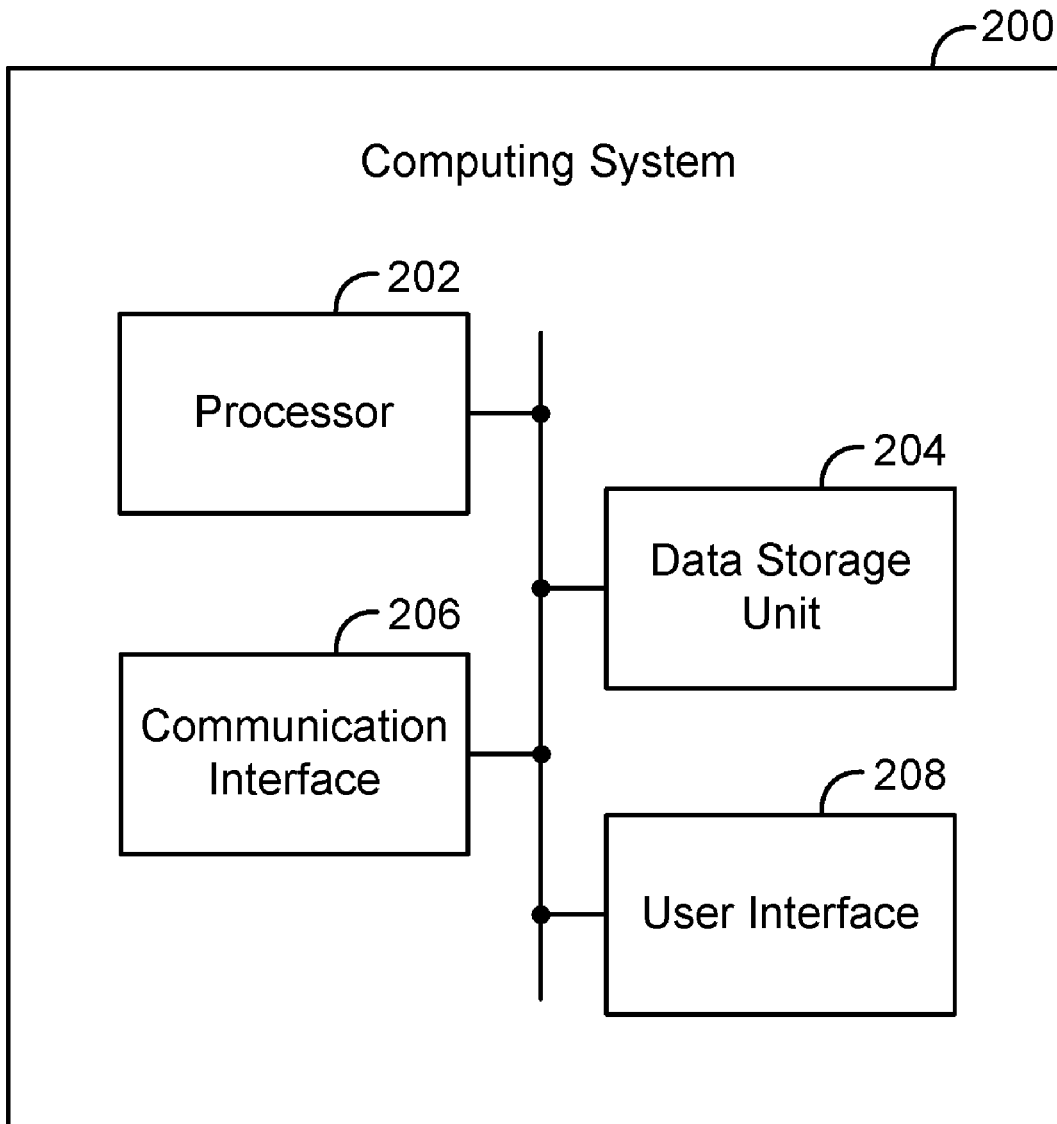 200
Computing System
202
Processor
204
Data Storage
Unit
206
Communication
Interface
208
User Interface